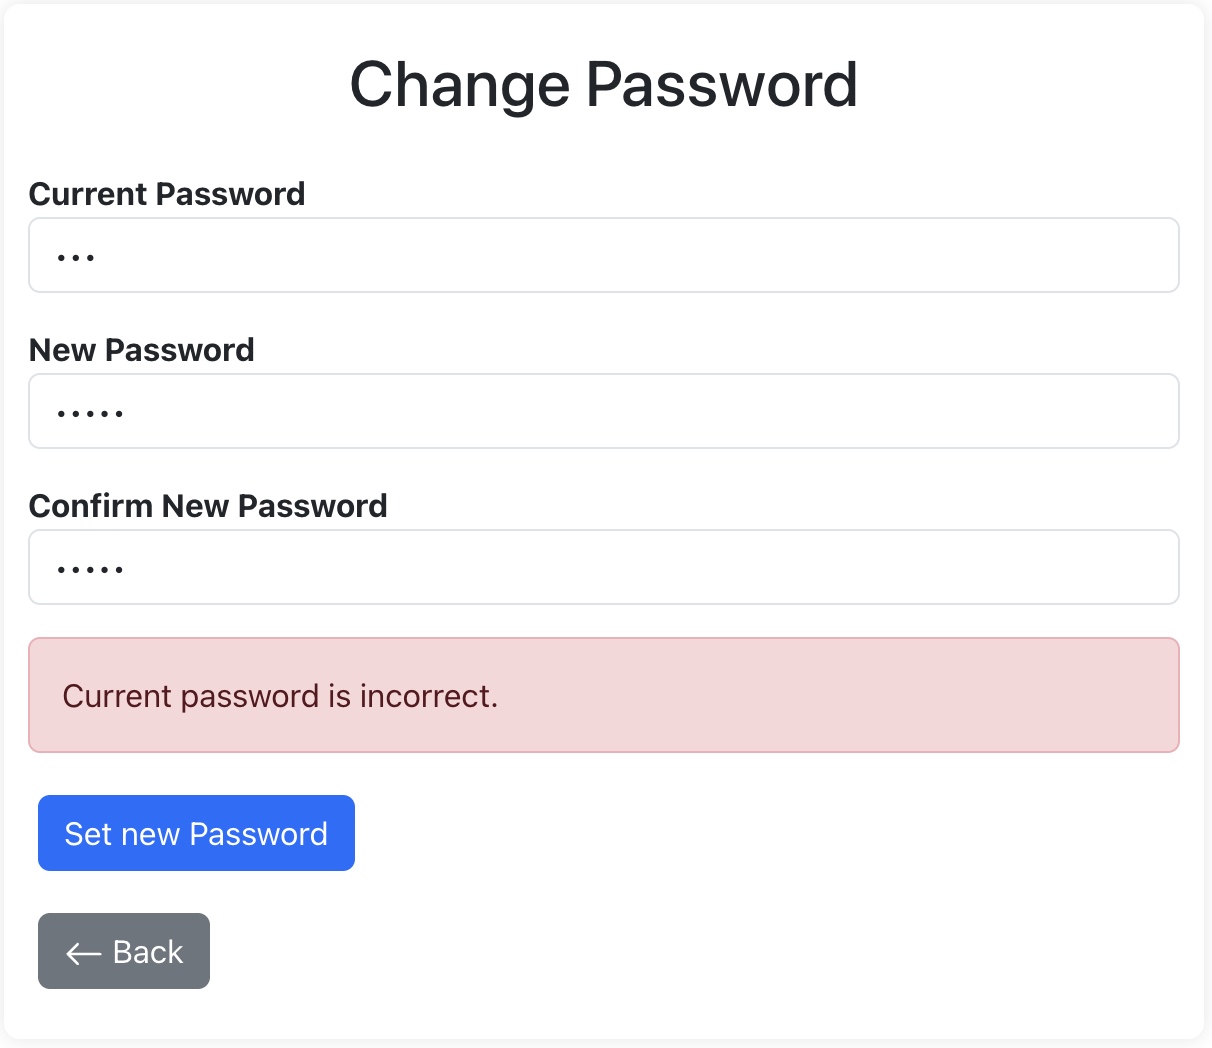 Change Password
Current Password
•••
New Password
•••••
Confirm New Password
•••••
Current password is incorrect.
Set new Password
← Back